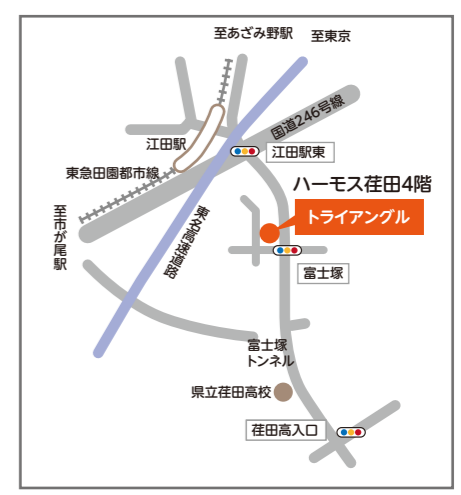 至あざみ野駅
至東京
国道246号線
江田駅
江田駅東
東急田園都市線
ハーモス荏田4階
トライアングル
至市が尾駅
東名高速道路
富士塚
富士塚
トンネル
県立荏田高校
荏田高入口